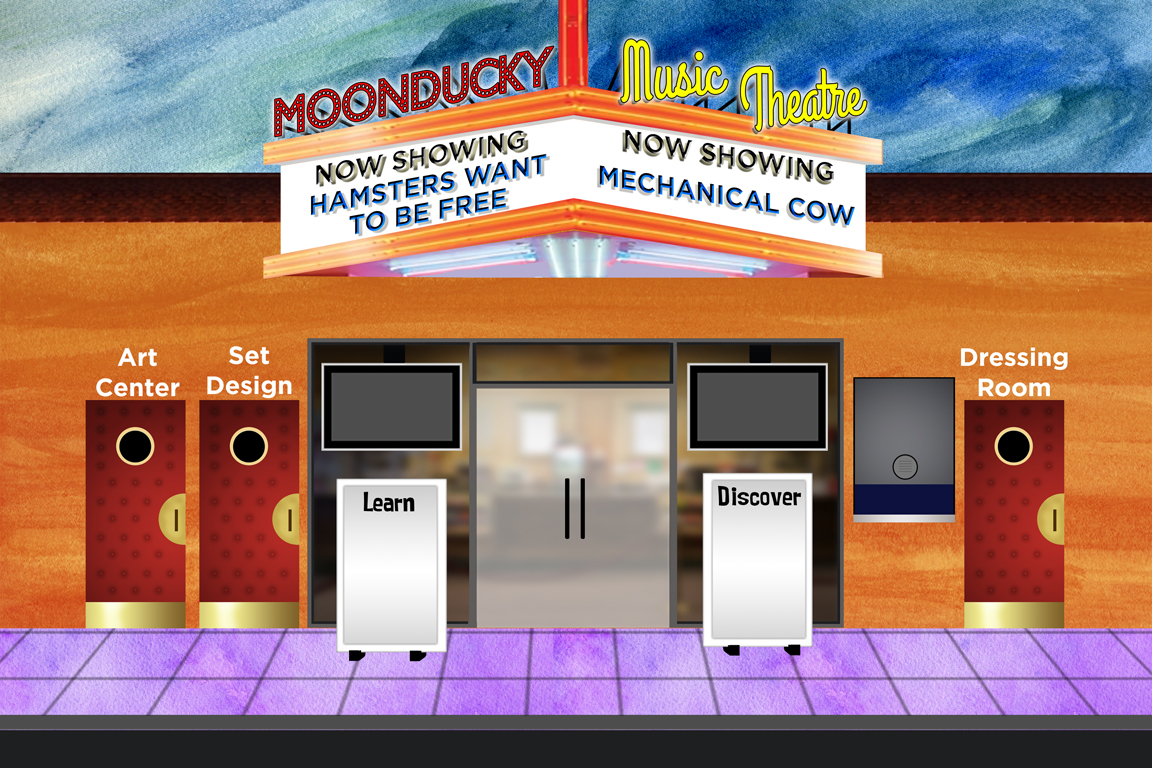 MOONDUCKY
Music Theatre
NOW SHOWING
HAMSTERS WANT
TO BE FREE
NOW SHOWING
MECHANICAL COW
Art
Center
Set
Design
Learn
Discover
Dressing
Room